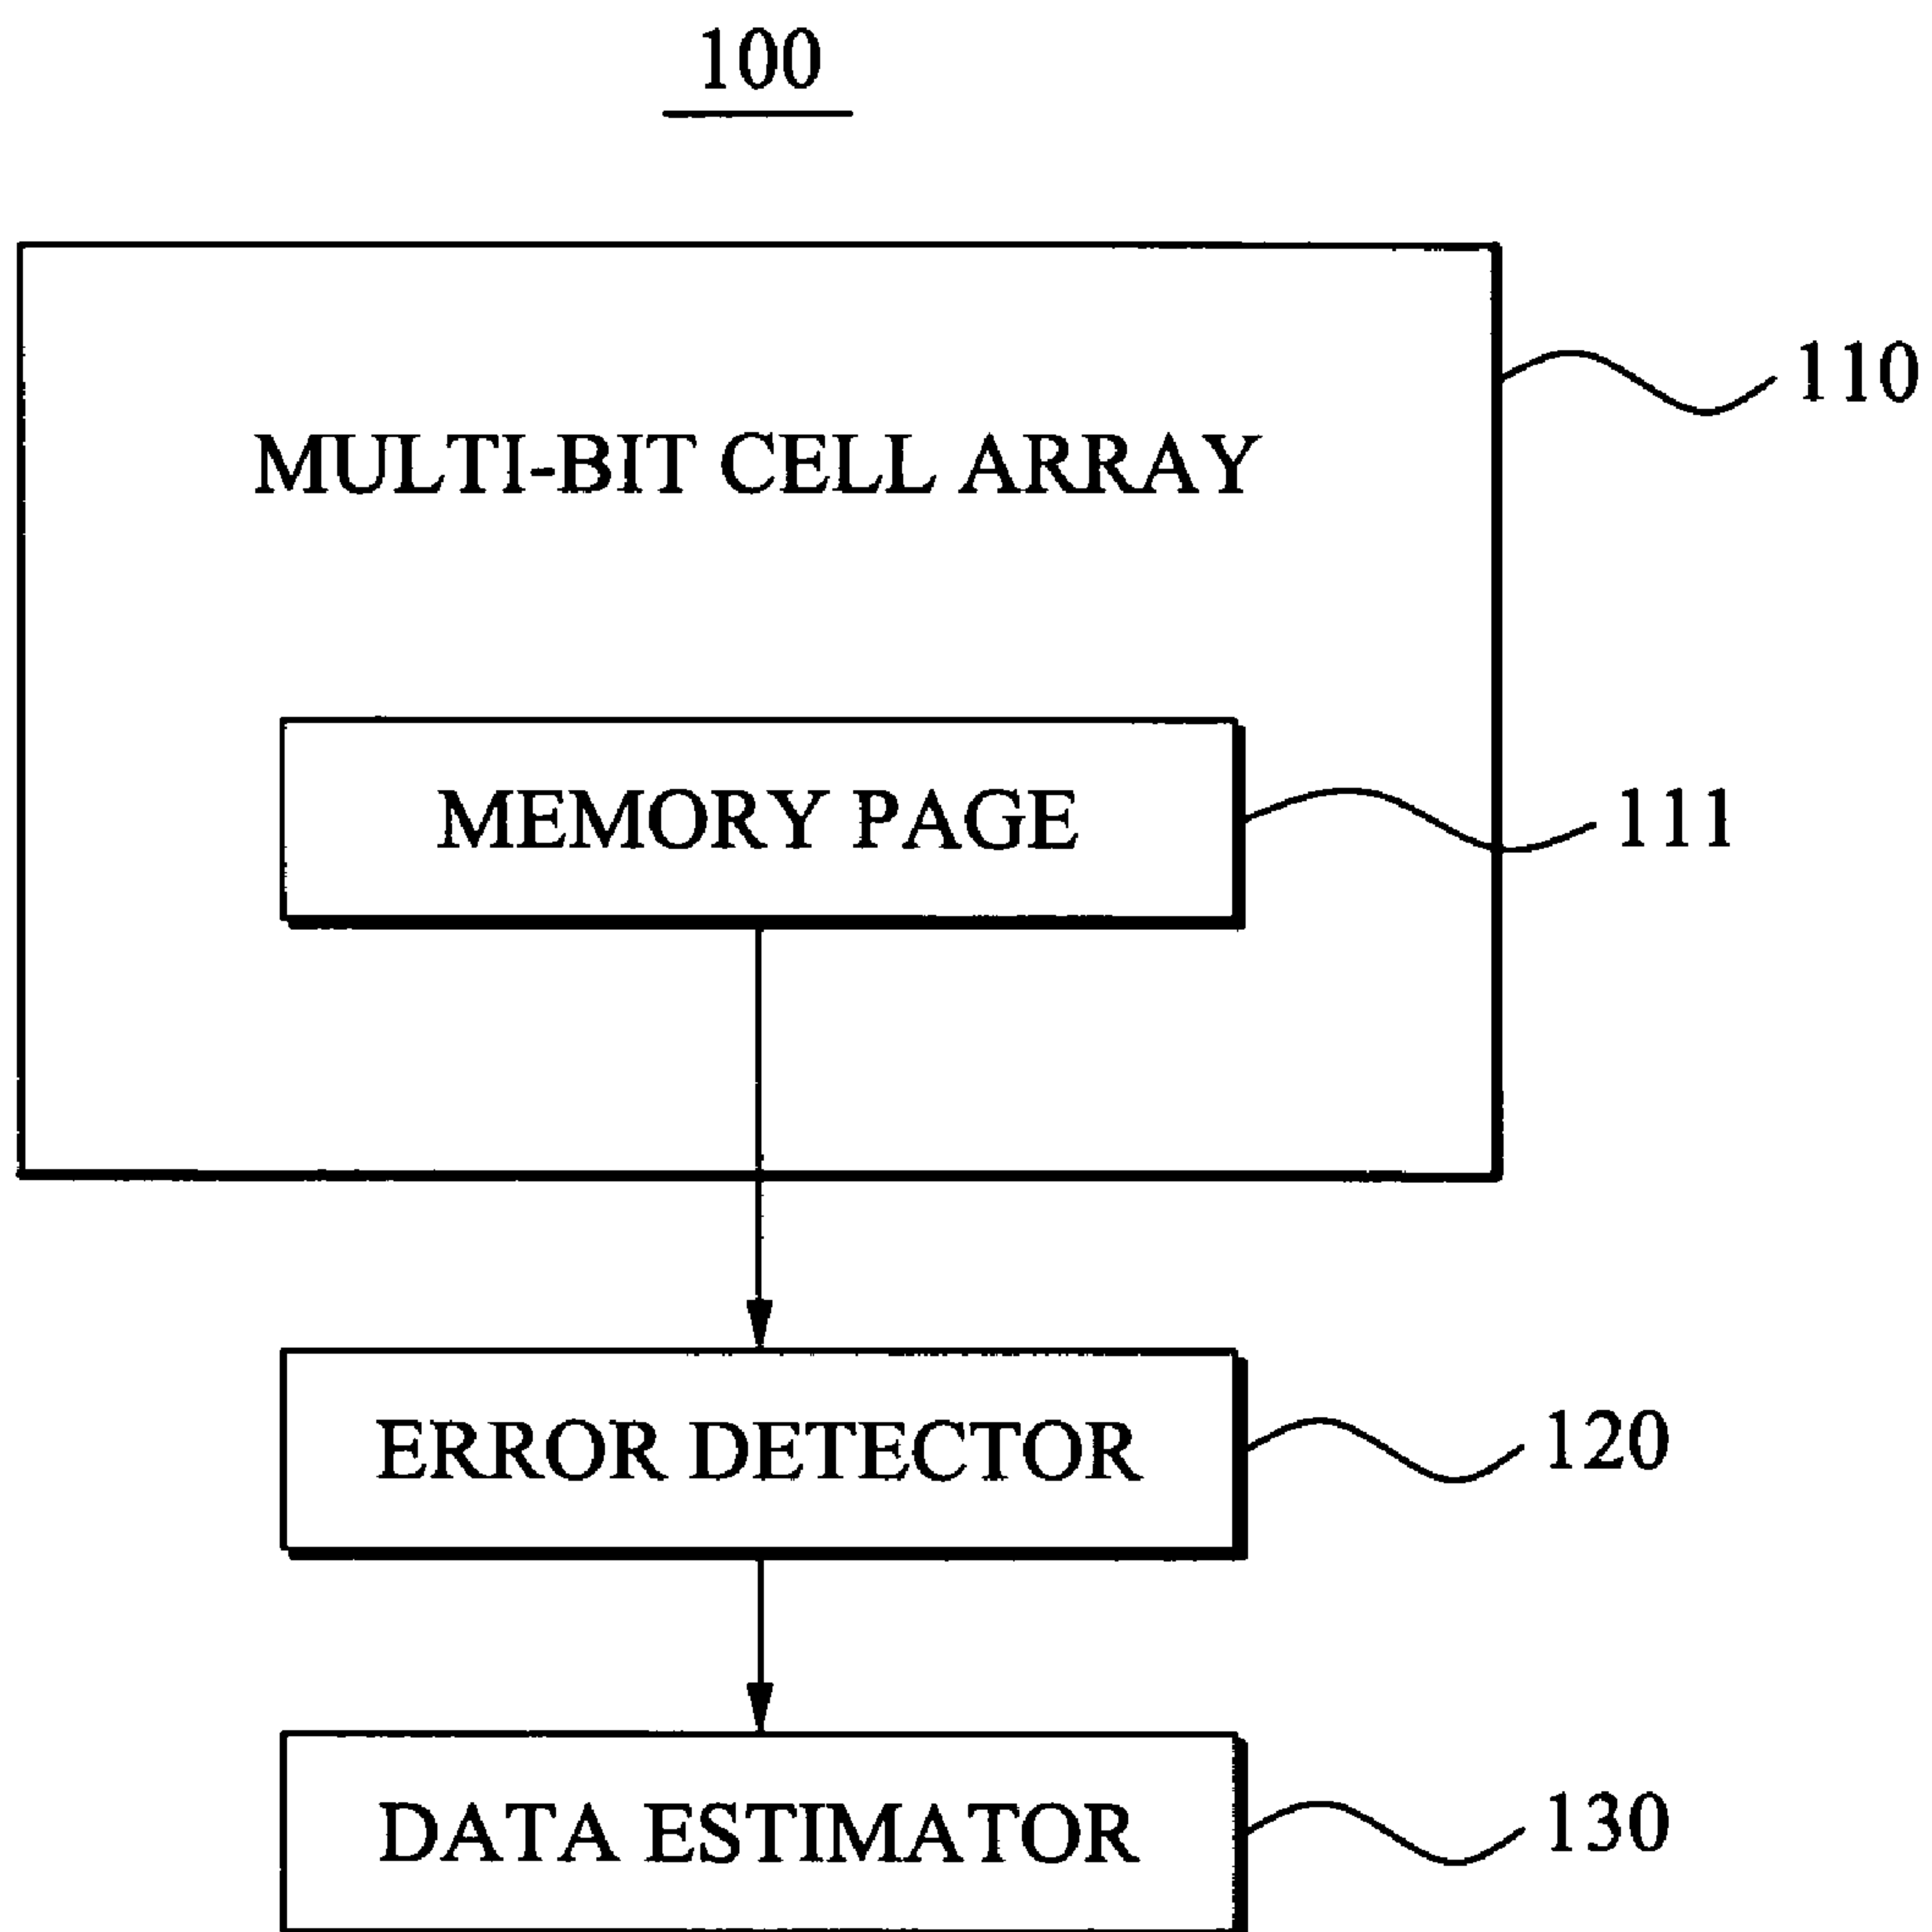 100
110
MULTI-BIT CELL ARRAY
MEMORY PAGE
111
ERROR DETECTOR
120
DATA ESTIMATOR
130